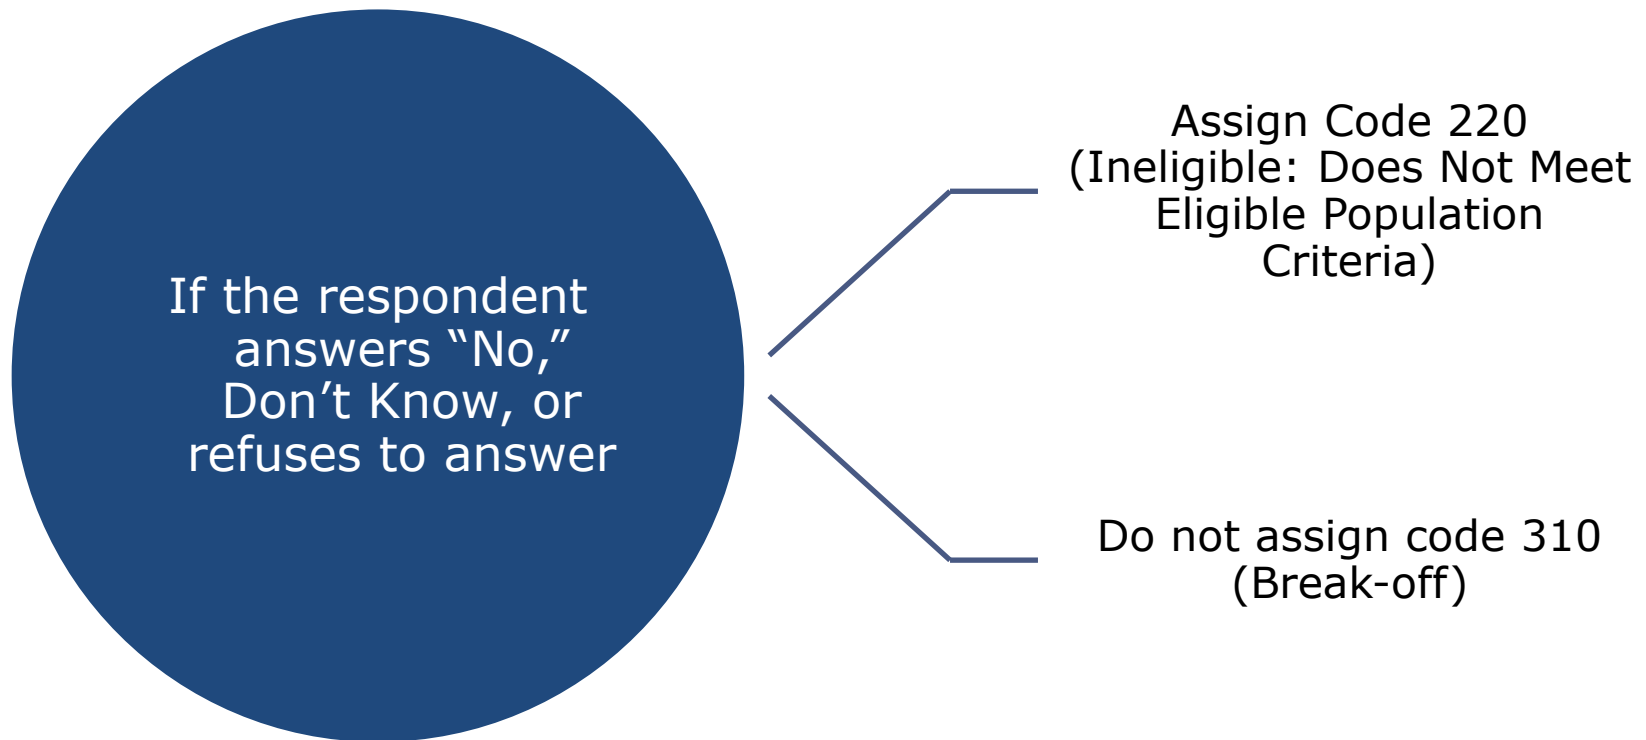 If the respondent
answers “No,”
Don’t Know, or
refuses to answer
Assign Code 220
(Ineligible: Does Not Meet
Eligible Population
Criteria)
Do not assign code 310
(Break-off)